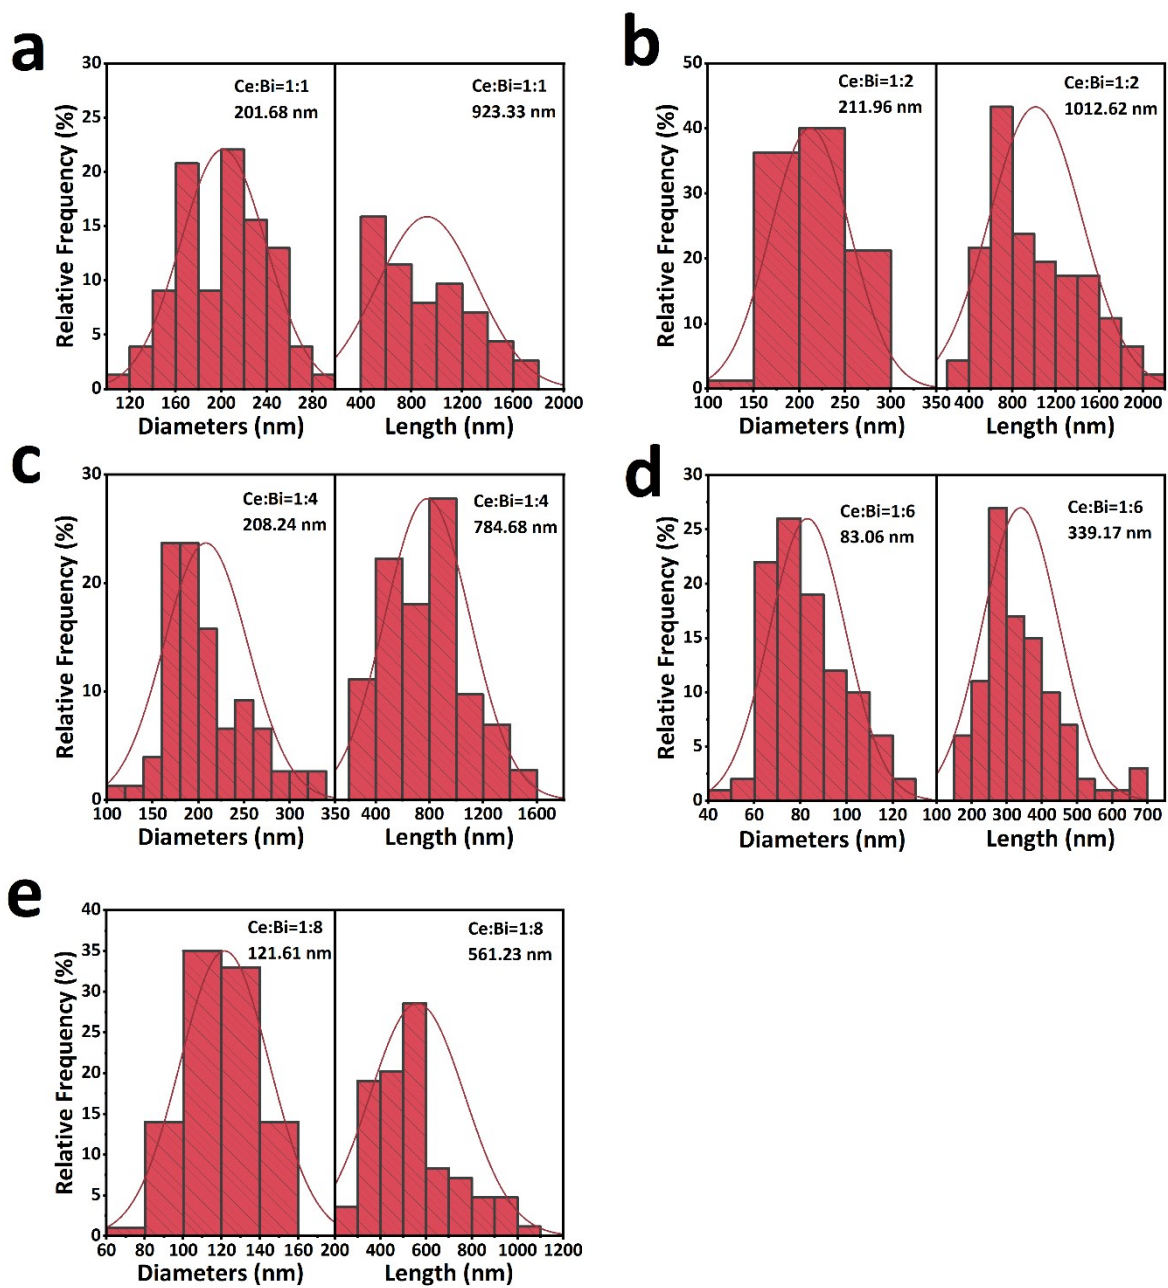 a
Ce:Bi=1:1
201.68 nm
Ce:Bi=1:1
923.33 nm
Relative Frequency (%)
30
25
20
15
10
5
0
120 160 200 240 280 400 800 1200 1600 2000
Diameters (nm) Length (nm)
b
Ce:Bi=1:2
211.96 nm
Ce:Bi=1:2
1012.62 nm
Relative Frequency (%)
50
40
30
20
10
0
100 150 200 250 300 350 400 800 1200 1600 2000
Diameters (nm) Length (nm)
c
Ce:Bi=1:4
208.24 nm
Ce:Bi=1:4
784.68 nm
Relative Frequency (%)
30
20
10
0
100 150 200 250 300 350 400 800 1200 1600
Diameters (nm) Length (nm)
d
Ce:Bi=1:6
83.06 nm
Ce:Bi=1:6
339.17 nm
Relative Frequency (%)
30
25
20
15
10
5
0
40 60 80 100 120 100 200 300 400 500 600 700
Diameters (nm) Length (nm)
e
Ce:Bi=1:8
121.61 nm
Ce:Bi=1:8
561.23 nm
Relative Frequency (%)
40
35
30
25
20
15
10
5
0
60 80 100 120 140 160 200 400 600 800 1000 1200
Diameters (nm) Length (nm)